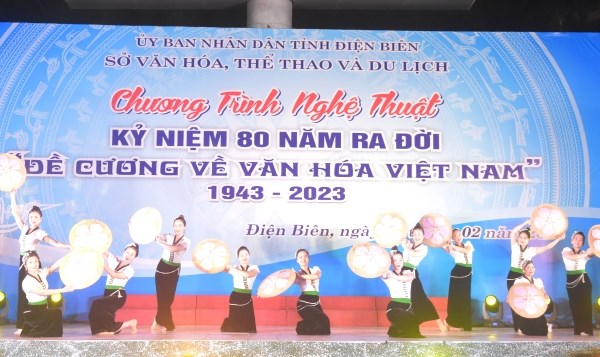 ỦY BAN NHÂN DÂN TỈNH ĐIỆN BIÊN
SỞ VĂN HÓA, THỂ THAO VÀ DU LỊCH
Chương Trình Nghệ Thuật
KỶ NIỆM 80 NĂM RA ĐỜI
"ĐỀ CƯƠNG VỀ VĂN HÓA VIỆT NAM"
1943 - 2023
Điện Biên, ngà 02 nă